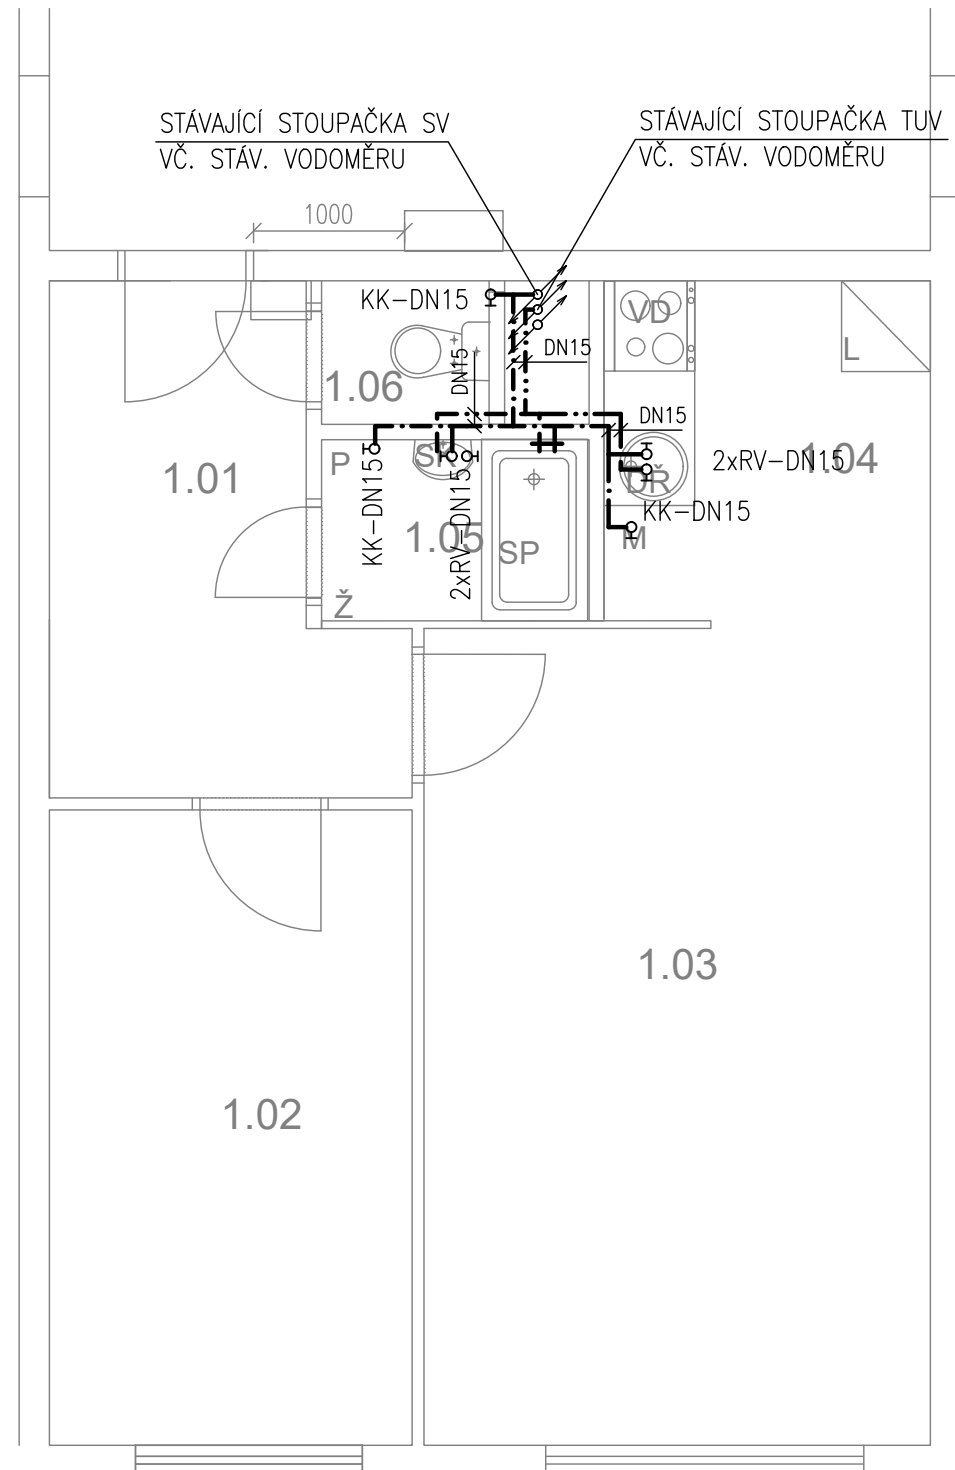 STÁVAJÍCÍ STOUPAČKA SV
VČ. STÁV. VODOMĚRU
STÁVAJÍCÍ STOUPAČKA TUV
VČ. STÁV. VODOMĚRU
1000
KK-DN15
VD
DN15
DN15
L
1.06
DN15
P
SK
2xRV-DN15
1.04
1.01
DŘ
KK-DN15
KK-DN15
2xRV-DN15
1.05
SP
M
Ž
1.03
1.02